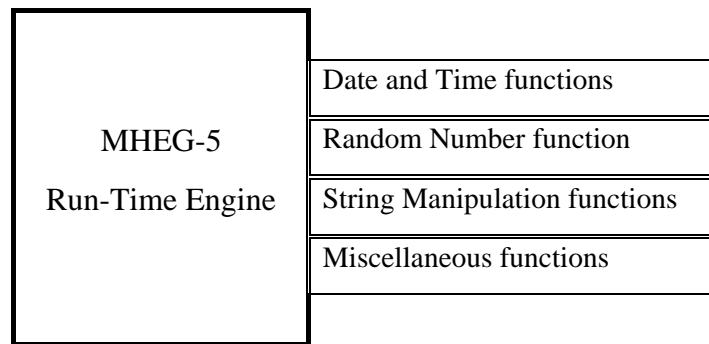 MHEG-5
Run-Time Engine
Date and Time functions
Random Number function
String Manipulation functions
Miscellaneous functions